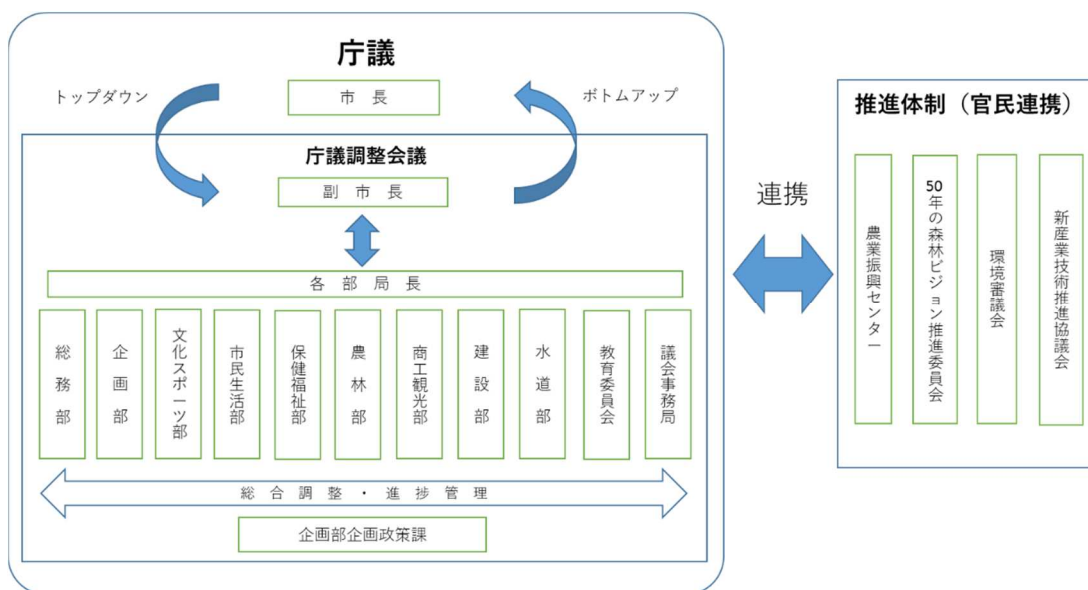 庁議
市長
トップダウン
ボトムアップ
庁議調整会議
副市長
各部局長
総務部
企画部
文化スポーツ部
市民生活部
保健福祉部
農林部
商工観光部
建設部
水道部
教育委員会
議会事務局
総合調整・進捗管理
企画部企画政策課
連携
推進体制（官民連携）
農業振興センター
50年の森林ビジョン推進委員会
環境審議会
新産業技術推進協議会